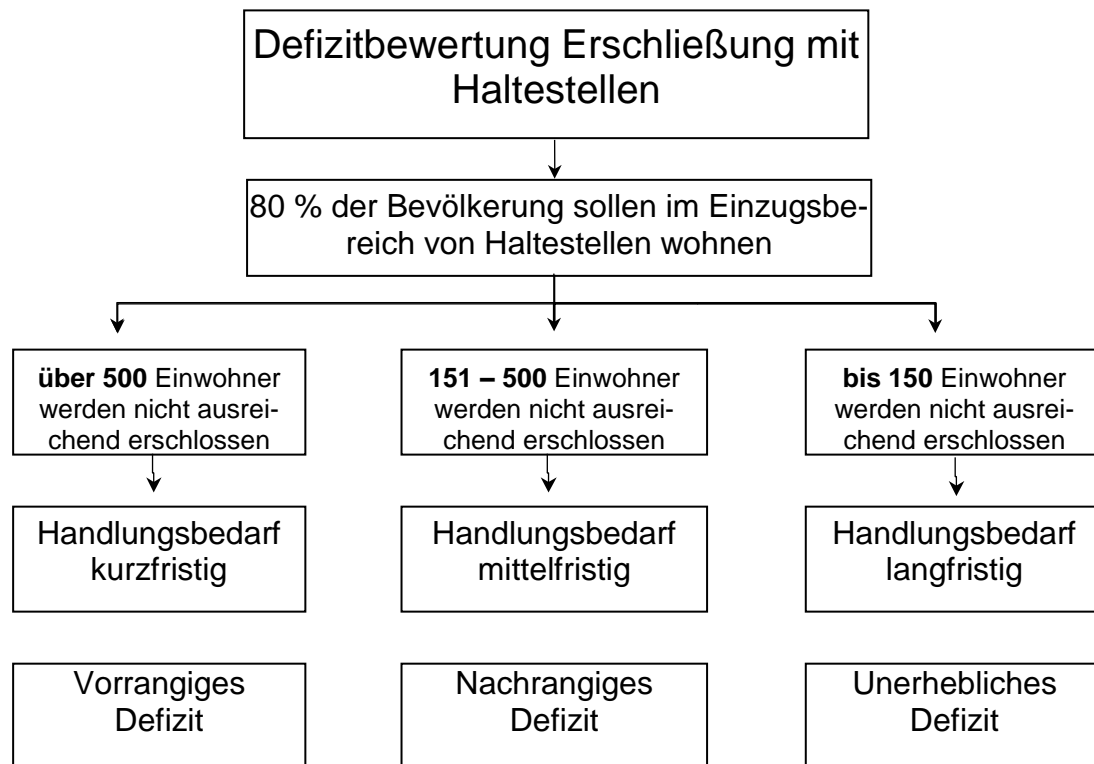 Defizitbewertung Erschließung mit
Haltestellen
80 % der Bevölkerung sollen im Einzugsbe-
reich von Haltestellen wohnen
über 500 Einwohner
werden nicht ausrei-
chend erschlossen
151 – 500 Einwohner
werden nicht ausrei-
chend erschlossen
bis 150 Einwohner
werden nicht ausrei-
chend erschlossen
Handlungsbedarf
kurzfristig
Handlungsbedarf
mittelfristig
Handlungsbedarf
langfristig
Vorrangiges
Defizit
Nachrangiges
Defizit
Unerhebliches
Defizit